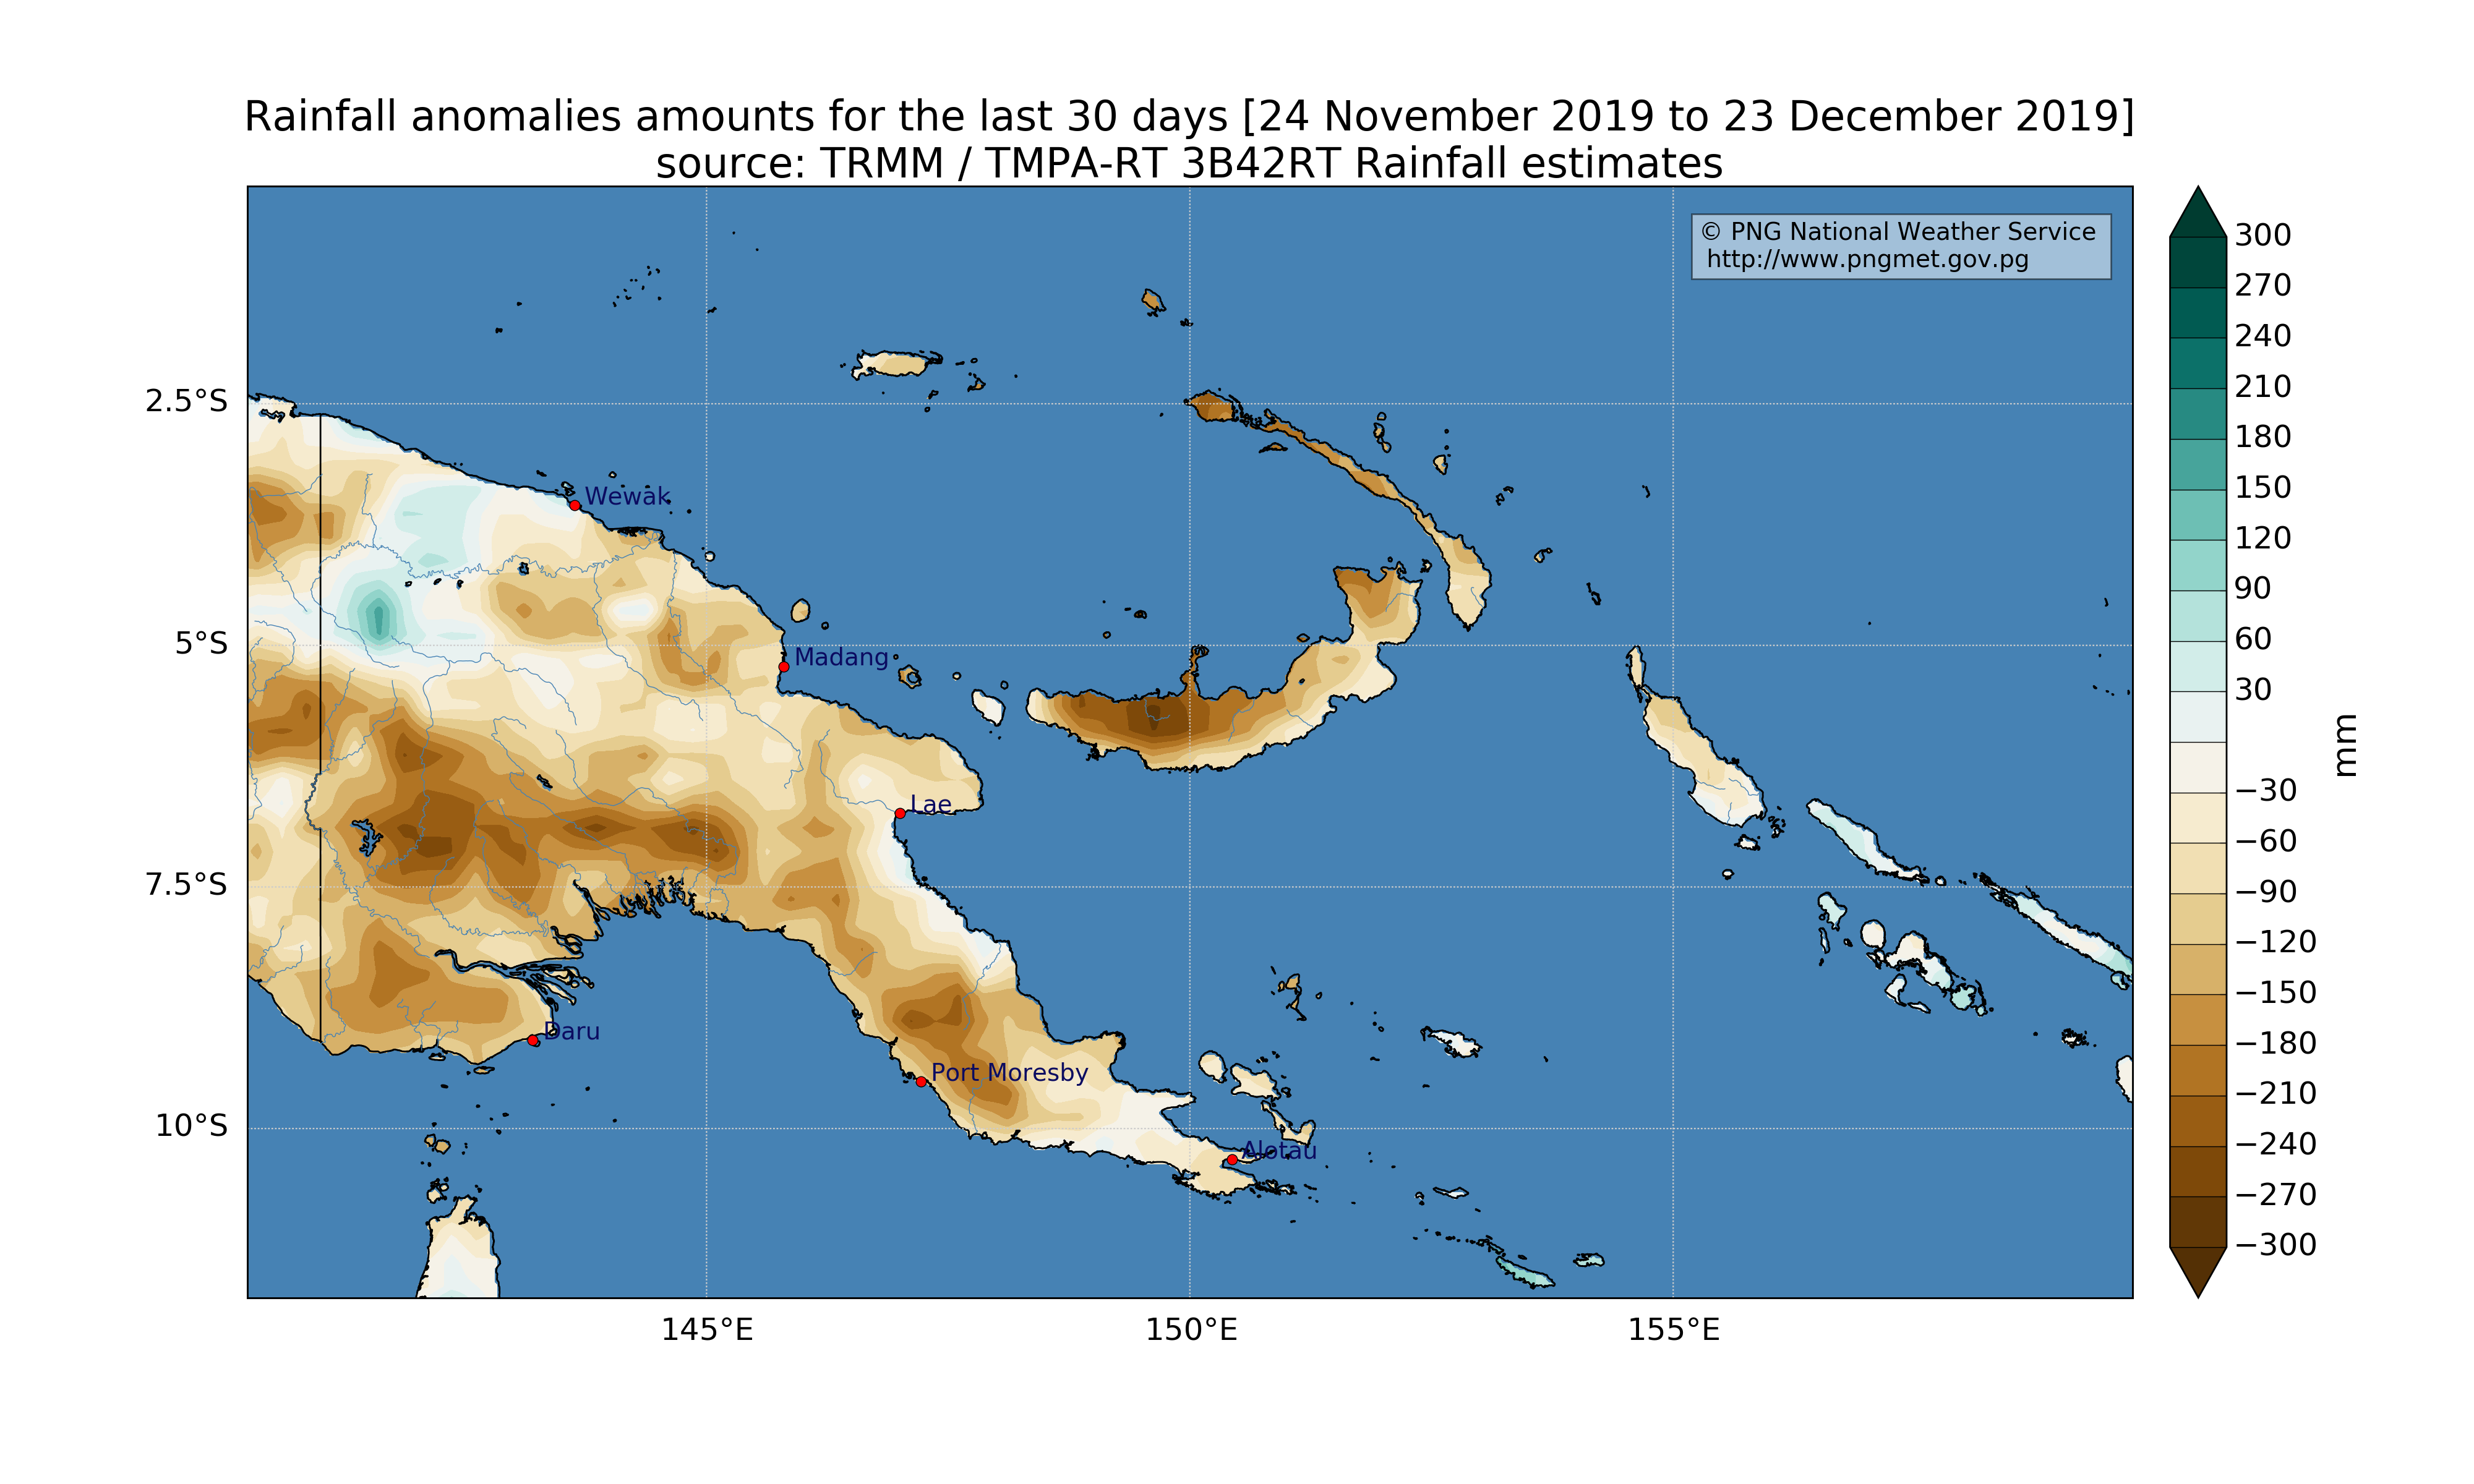 Rainfall anomalies amounts for the last 30 days [24 November 2019 to 23 December 2019]
source: TRMM / TMPA-RT 3B42RT Rainfall estimates
© PNG National Weather Service
http://www.pngmet.gov.pg
2.5°S
5°S
7.5°S
10°S
Wewak
Madang
Lae
Daru
Port Moresby
Alotau
145°E
150°E
155°E
300
270
240
210
180
150
120
90
60
30
−30
−60
−90
−120
−150
−180
−210
−240
−270
−300
mm